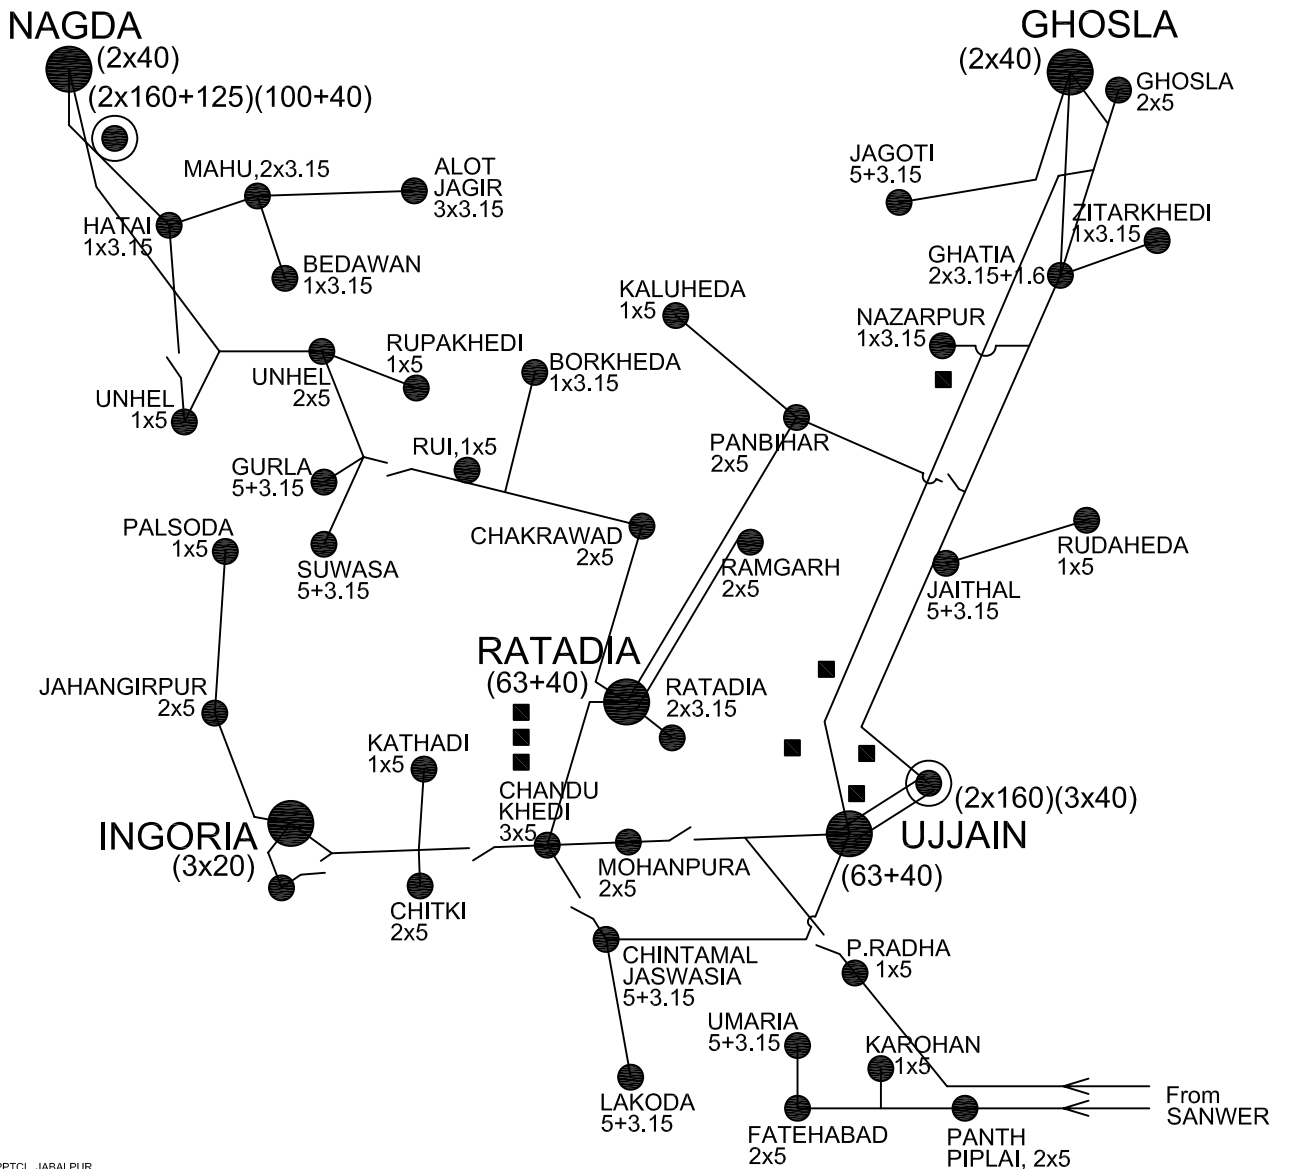 NAGDA
(2x40)
(2x160+125)(100+40)
GHOSLA
(2x40)
GHOSLA
2x5
MAHU,2x3.15
ALOT
JAGIR
3x3.15
JAGOTI
5+3.15
HATAI
1x3.15
ZITARKHEDI
1x3.15
BEDAWAN
1x3.15
GHATIA
2x3.15+1.6
KALUHEDA
1x5
NAZARPUR
1x3.15
RUPAKHEDI
1x5
BORKHEDA
1x3.15
UNHEL
2x5
UNHEL
1x5
RUI,1x5
PANBIHAR
2x5
GURLA
5+3.15
PALSODA
1x5
CHAKRAWAD
2x5
RUDAHEDA
1x5
SUWASA
5+3.15
RAMGARH
2x5
JAITHAL
5+3.15
RATADIA
(63+40)
RATADIA
2x3.15
JAHANGIRPUR
2x5
KATHADI
1x5
CHANDU
KHEDI
3x5
(2x160)(3x40)
INGORIA
(3x20)
UJJAIN
(63+40)
MOHANPURA
2x5
CHITKI
2x5
CHINTAMAL
JASWASIA
5+3.15
P.RADHA
1x5
UMARIA
5+3.15
KAROHAN
1x5
LAKODA
5+3.15
From
SANWER
FATEHABAD
2x5
PANTH
PIPLAI, 2x5